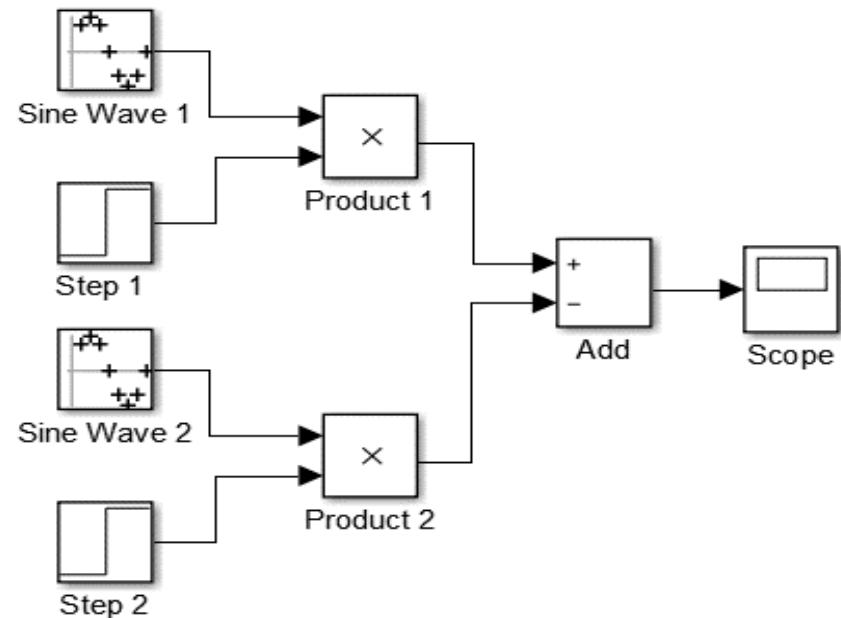 Sine Wave 1
×
Product 1
Step 1
+
−
Add
Scope
Sine Wave 2
×
Product 2
Step 2